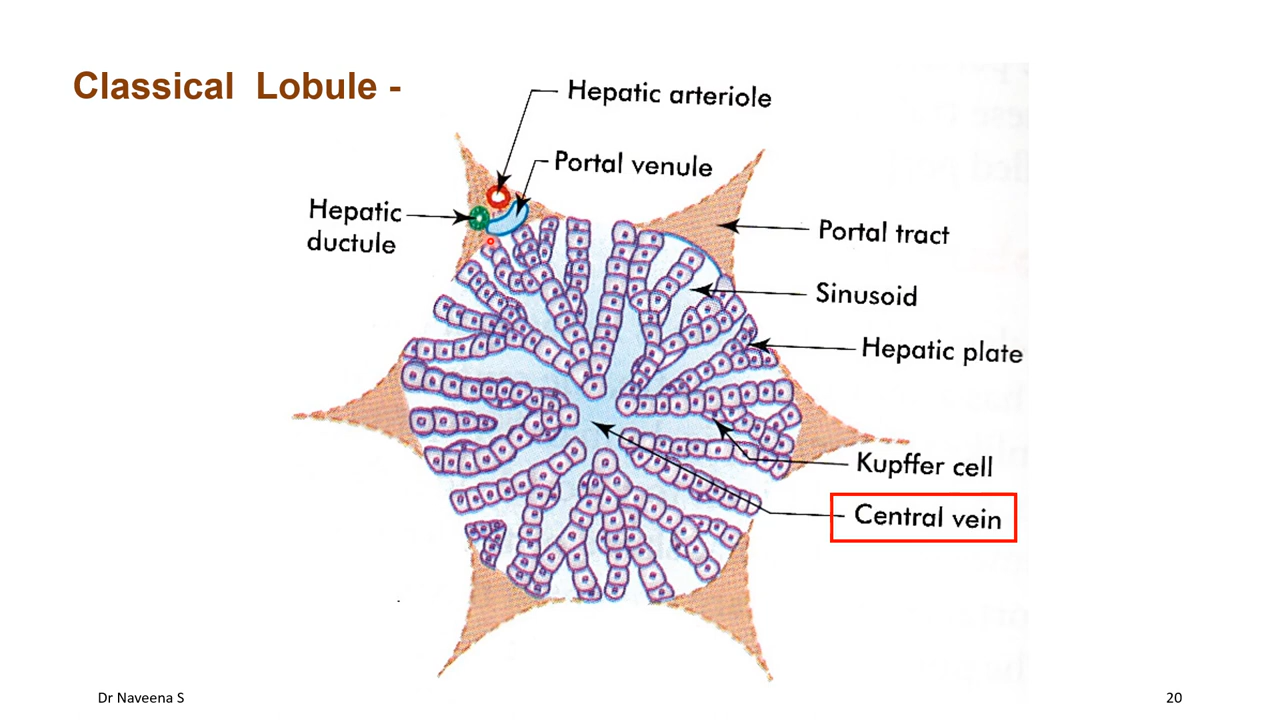 Classical Lobule -
Hepatic arteriole
Portal venule
Hepatic
ductule
Portal tract
Sinusoid
Hepatic plate
Kupffer cell
Central vein
Dr Naveena S
20